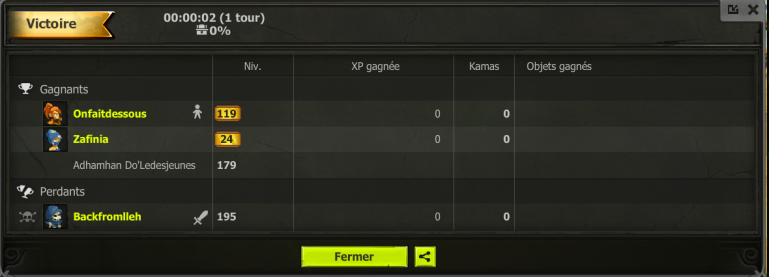 Victoire
00:00:02 (1 tour)
0%
Niv. XP gagnée Kamas Objets gagnés
Gagnants
Onfaitdessous 119 0 0
Zafinia 24 0 0
Adhamhan Do'Ledesjeunes 179
Perdants
Backfromlleh 195 0 0
Fermer